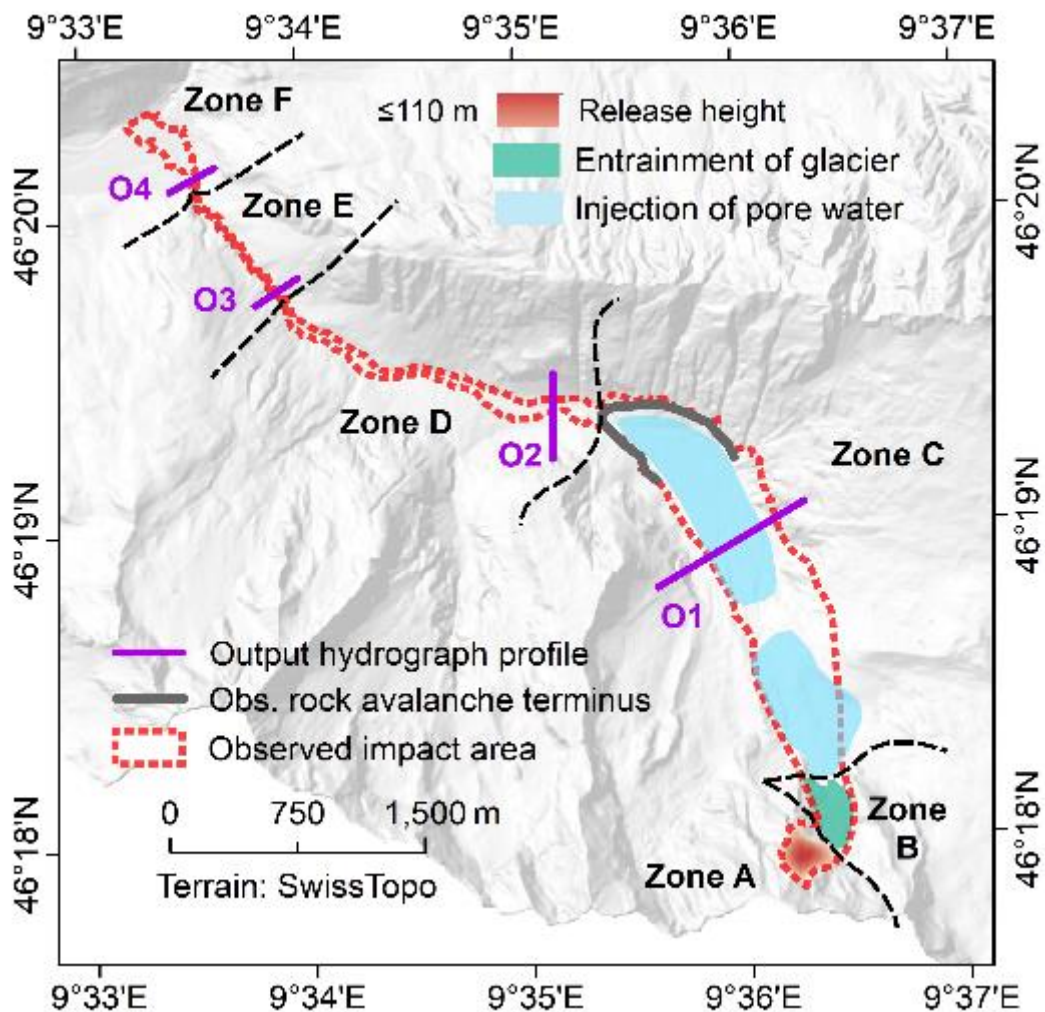 9°33'E 9°34'E 9°35'E 9°36'E 9°37'E
Zone F
≤110 m Release height
Entrainment of glacier
Injection of pore water
O4
Zone E
46°20'N
46°20'N
O3
Zone D
O2
Zone C
46°19'N
46°19'N
O1
Output hydrograph profile
Obs. rock avalanche terminus
Observed impact area
0 750 1,500 m
Terrain: SwissTopo
Zone
B
Zone A
46°18'N
46°18'N
9°33'E 9°34'E 9°35'E 9°36'E 9°37'E